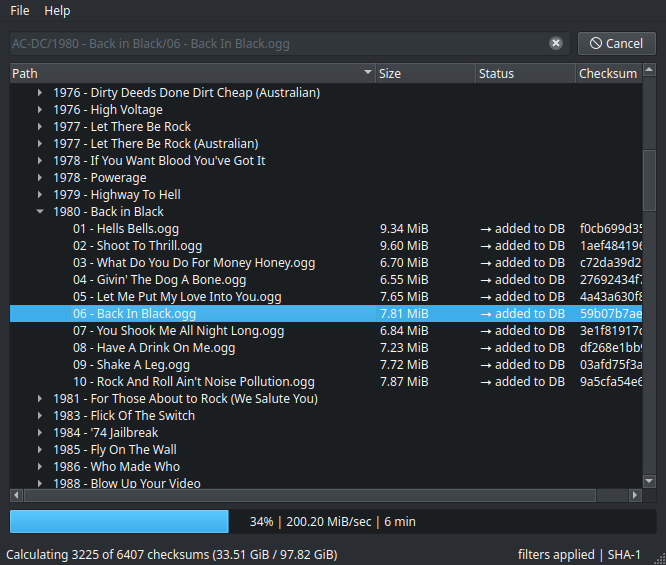 File Help
AC-DC/1980 - Back in Black/06 - Back In Black.ogg Cancel
Path Size Status Checksum
1976 - Dirty Deeds Done Dirt Cheap (Australian)
1976 - High Voltage
1977 - Let There Be Rock
1977 - Let There Be Rock (Australian)
1978 - If You Want Blood You've Got It
1978 - Powerage
1979 - Highway To Hell
1980 - Back in Black
01 - Hells Bells.ogg 9.34 MiB → added to DB f0cb699d35
02 - Shoot To Thrill.ogg 9.60 MiB → added to DB 1aef484196
03 - What Do You Do For Money Honey.ogg 6.70 MiB → added to DB c72da39d2
04 - Givin' The Dog A Bone.ogg 6.55 MiB → added to DB 27692434f7
05 - Let Me Put My Love Into You.ogg 7.65 MiB → added to DB 4a43a630f8
06 - Back In Black.ogg 7.81 MiB → added to DB 59b07b7ae
07 - You Shook Me All Night Long.ogg 6.84 MiB → added to DB 3e1f81917c
08 - Have A Drink On Me.ogg 7.23 MiB → added to DB df268e1bb9
09 - Shake A Leg.ogg 7.72 MiB → added to DB 03afd75f3a
10 - Rock And Roll Ain't Noise Pollution.ogg 7.87 MiB → added to DB 9a5cfa54e6
1981 - For Those About to Rock (We Salute You)
1983 - Flick Of The Switch
1984 - '74 Jailbreak
1985 - Fly On The Wall
1986 - Who Made Who
1988 - Blow Up Your Video
34% | 200.20 MiB/sec | 6 min
Calculating 3225 of 6407 checksums (33.51 GiB / 97.82 GiB) filters applied | SHA-1